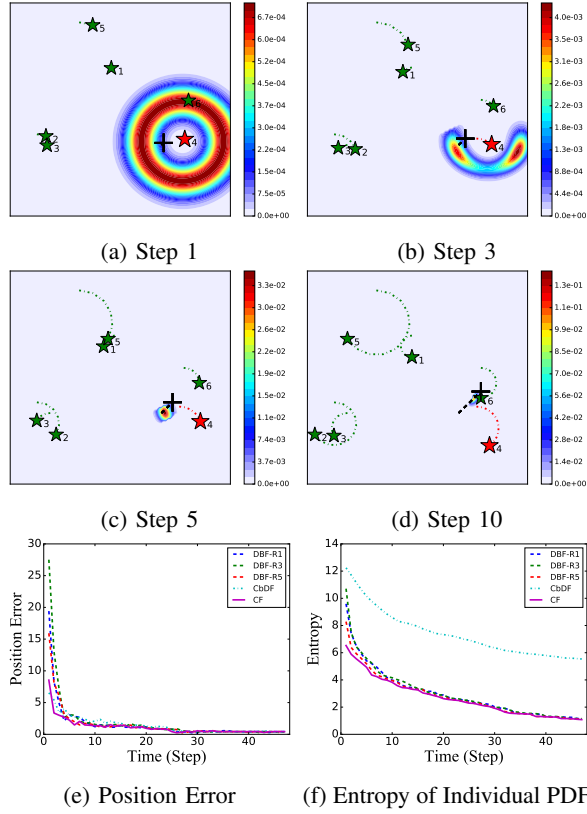 6.7e-04
6.0e-04
5.2e-04
4.5e-04
3.7e-04
3.0e-04
2.2e-04
1.5e-04
7.5e-05
0.0e+00
5
1
6
4
2
3
(a) Step 1
4.2e-03
3.7e-03
3.2e-03
2.8e-03
2.3e-03
1.9e-03
1.4e-03
9.3e-04
4.6e-04
0.0e+00
5
1
6
4
3
2
(b) Step 3
3.3e-02
2.9e-02
2.6e-02
2.2e-02
1.8e-02
1.5e-02
1.1e-02
7.4e-03
3.7e-03
0.0e+00
5
1
6
3
4
2
(c) Step 5
1.3e-01
1.1e-01
9.9e-02
8.5e-02
7.1e-02
5.7e-02
4.2e-02
2.8e-02
1.4e-02
0.0e+00
5
1
6
2
3
4
(d) Step 10
Position Error
30
25
20
15
10
5
0
0 10 20 30 40
Time (Step)
DBF-R1
DBF-R3
DBF-R5
CbDF
CF
(e) Position Error
Entropy
14
12
10
8
6
4
2
0
0 10 20 30 40
Time (Step)
DBF-R1
DBF-R3
DBF-R5
CbDF
CF
(f) Entropy of Individual PDF